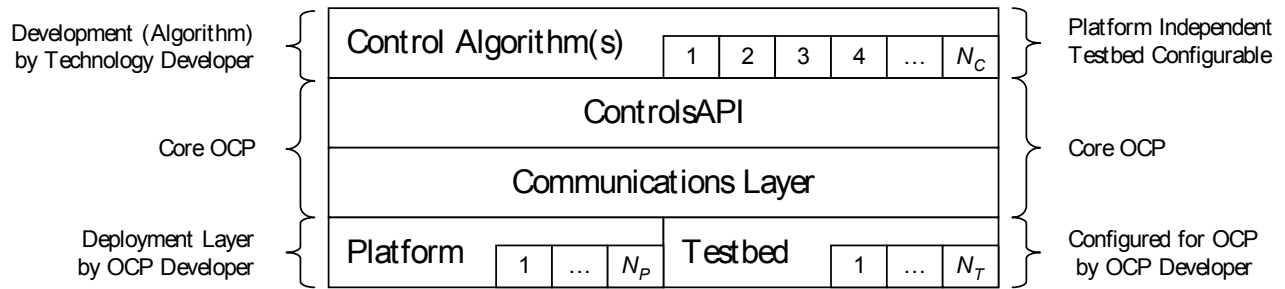 Development (Algorithm)
by Technology Developer
Control Algorithm(s)
1 2 3 4 ... N_C
Platform Independent
Testbed Configurable
ControlsAPI
Core OCP
Core OCP
Communications Layer
Deployment Layer
by OCP Developer
Platform
1 ... N_P
Testbed
1 ... N_T
Configured for OCP
by OCP Developer